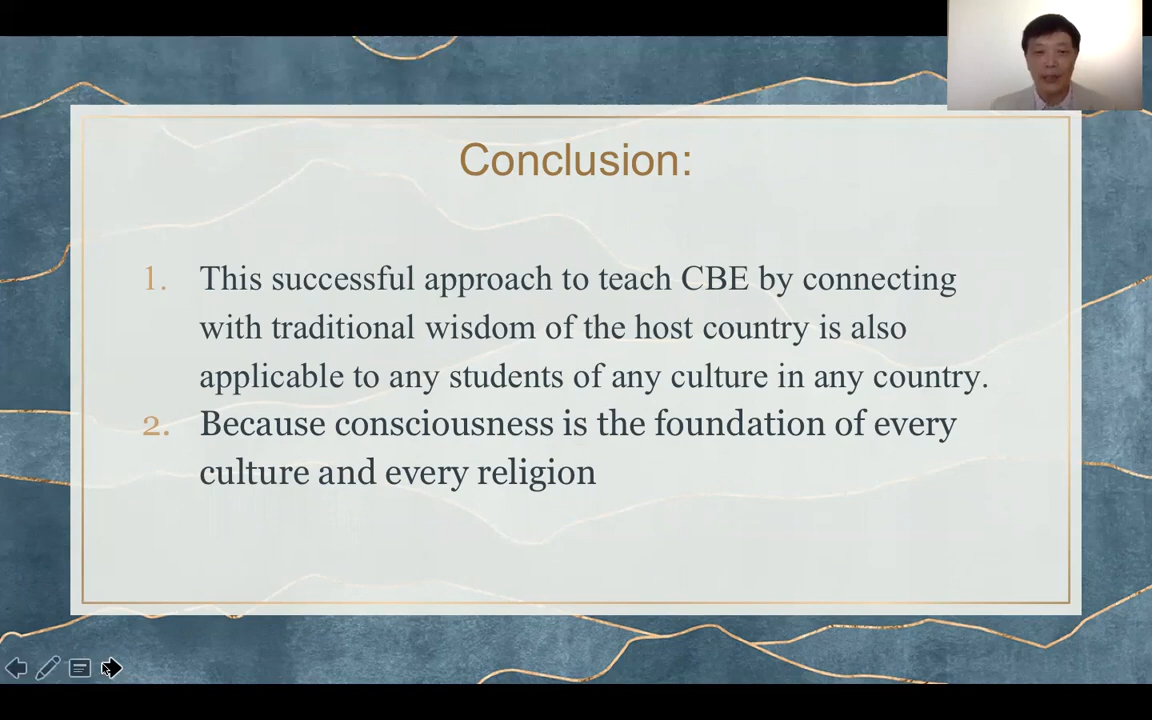 Conclusion:
1. This successful approach to teach CBE by connecting
with traditional wisdom of the host country is also
applicable to any students of any culture in any country.
2. Because consciousness is the foundation of every
culture and every religion